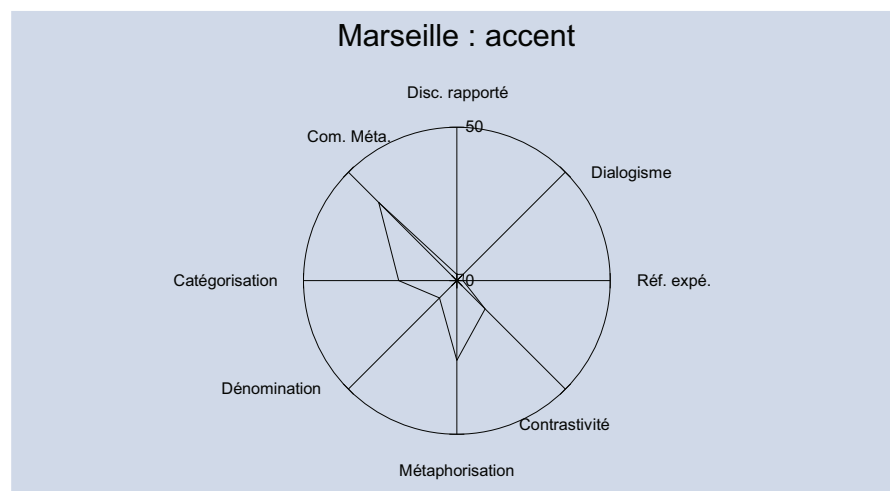 Marseille : accent
Disc. rapporté
50
Com. Méta.
Dialogisme
Catégorisation
0
Réf. expé.
Dénomination
Contrastivité
Métaphorisation